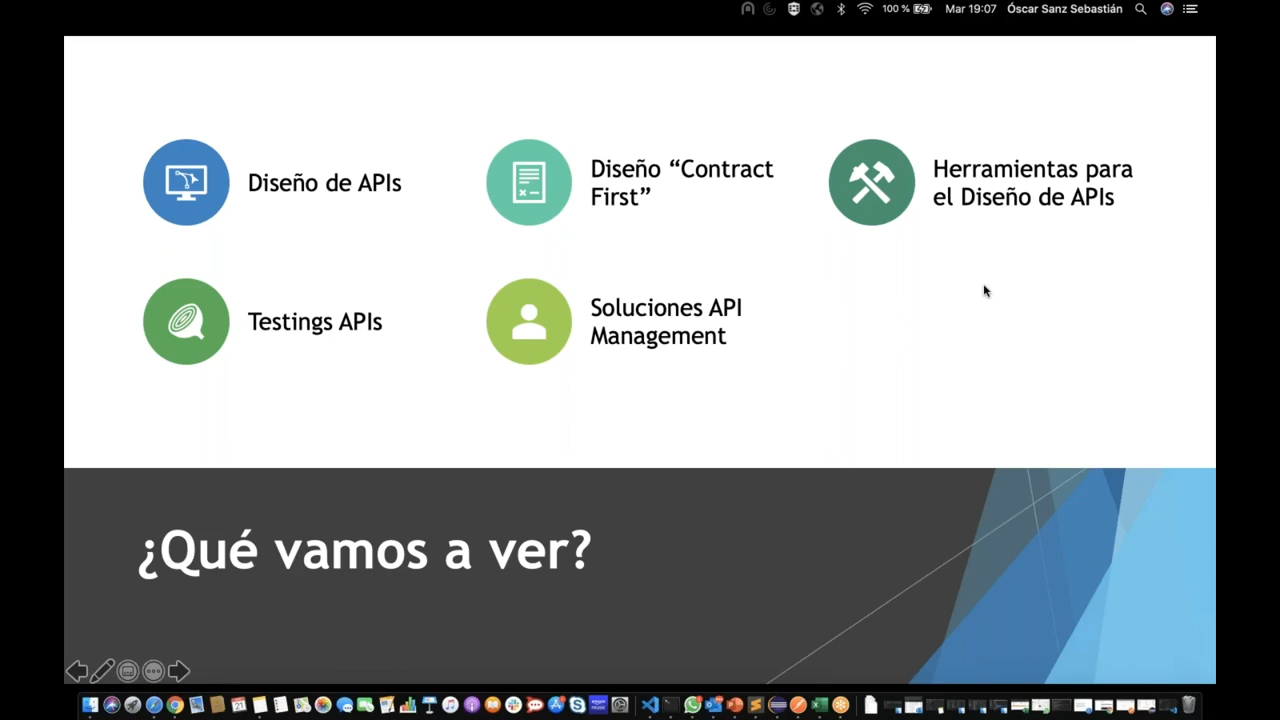 100 %
Mar 19:07
Óscar Sanz Sebastián
Diseño de APIs
Diseño “Contract
First”
Herramientas para
el Diseño de APIs
Testings APIs
Soluciones API
Management
¿Qué vamos a ver?